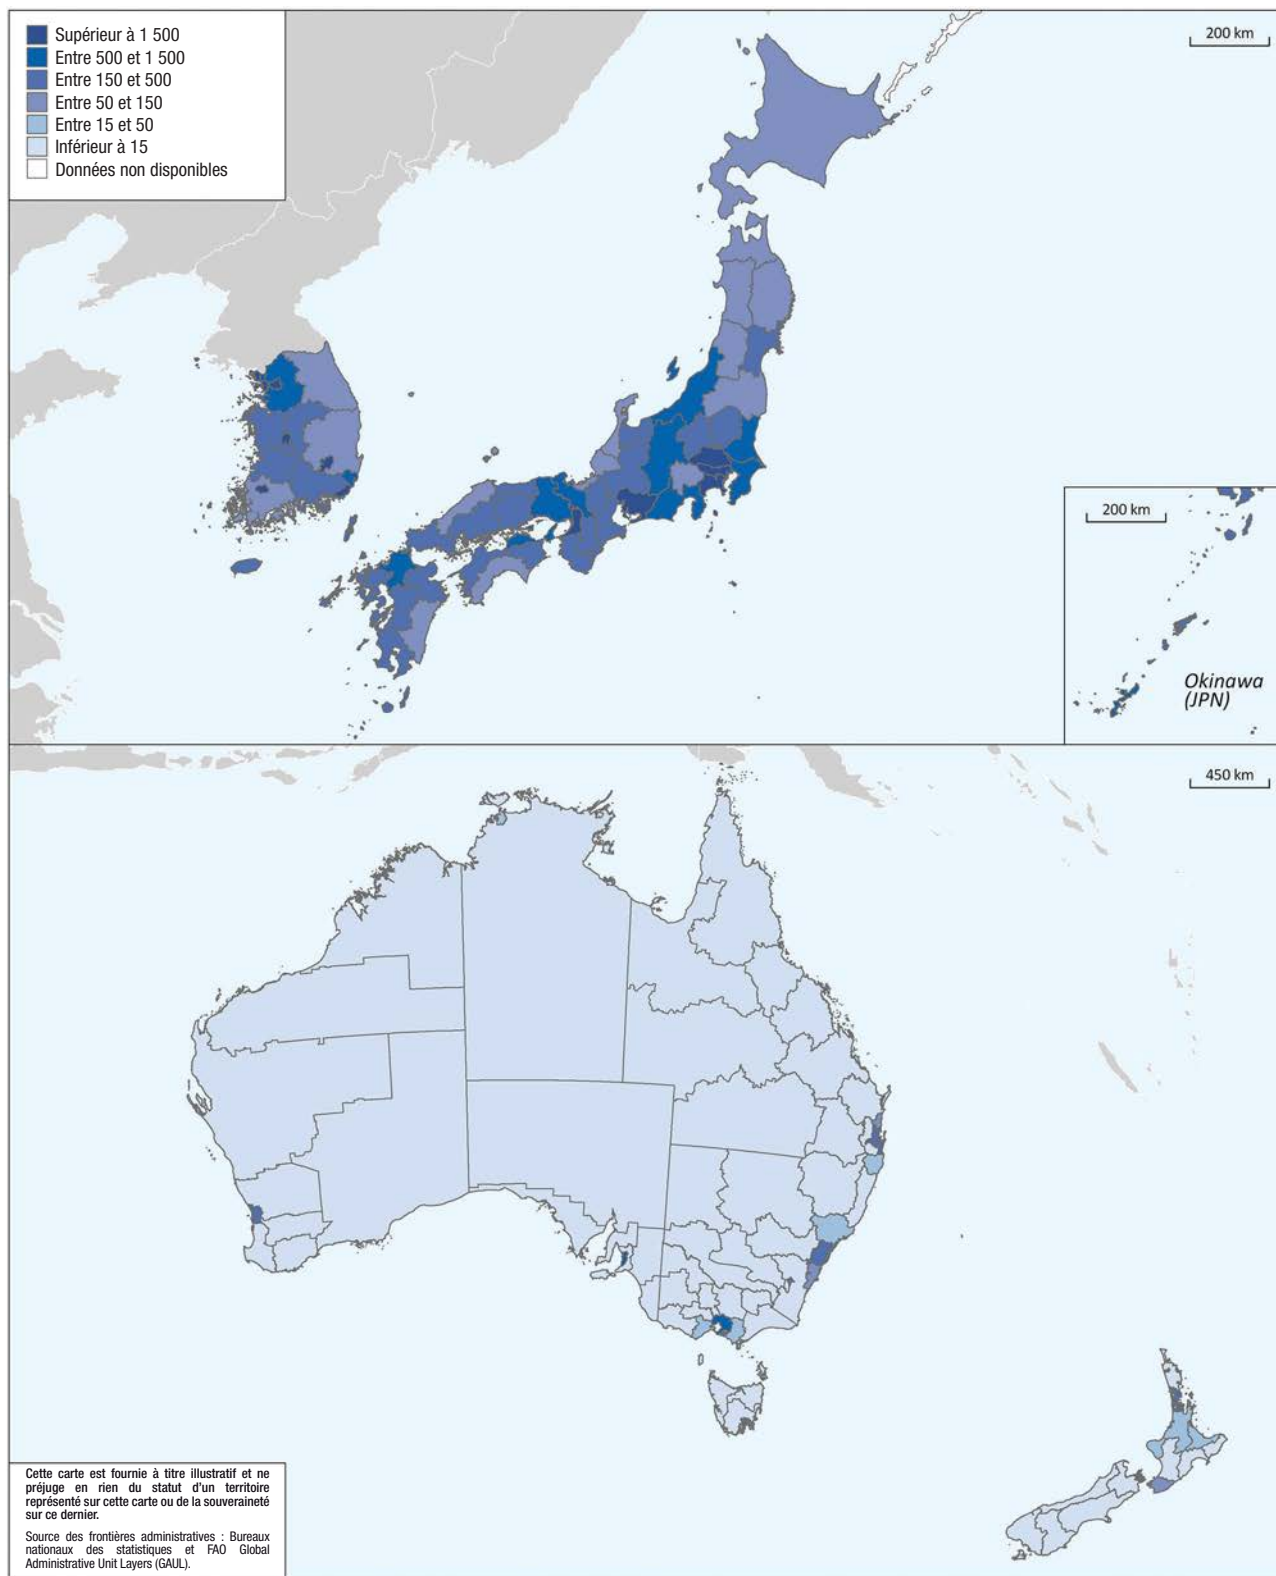 Supérieur à 1 500
Entre 500 et 1 500
Entre 150 et 500
Entre 50 et 150
Entre 15 et 50
Inférieur à 15
Données non disponibles
200 km
200 km
Okinawa
(JPN)
450 km
Cette carte est fournie à titre illustratif et ne
préjuge en rien du statut d'un territoire
représenté sur cette carte ou de la souveraineté
sur ce dernier.
Source des frontières administratives : Bureaux
nationaux des statistiques et FAO Global
Administrative Unit Layers (GAUL).